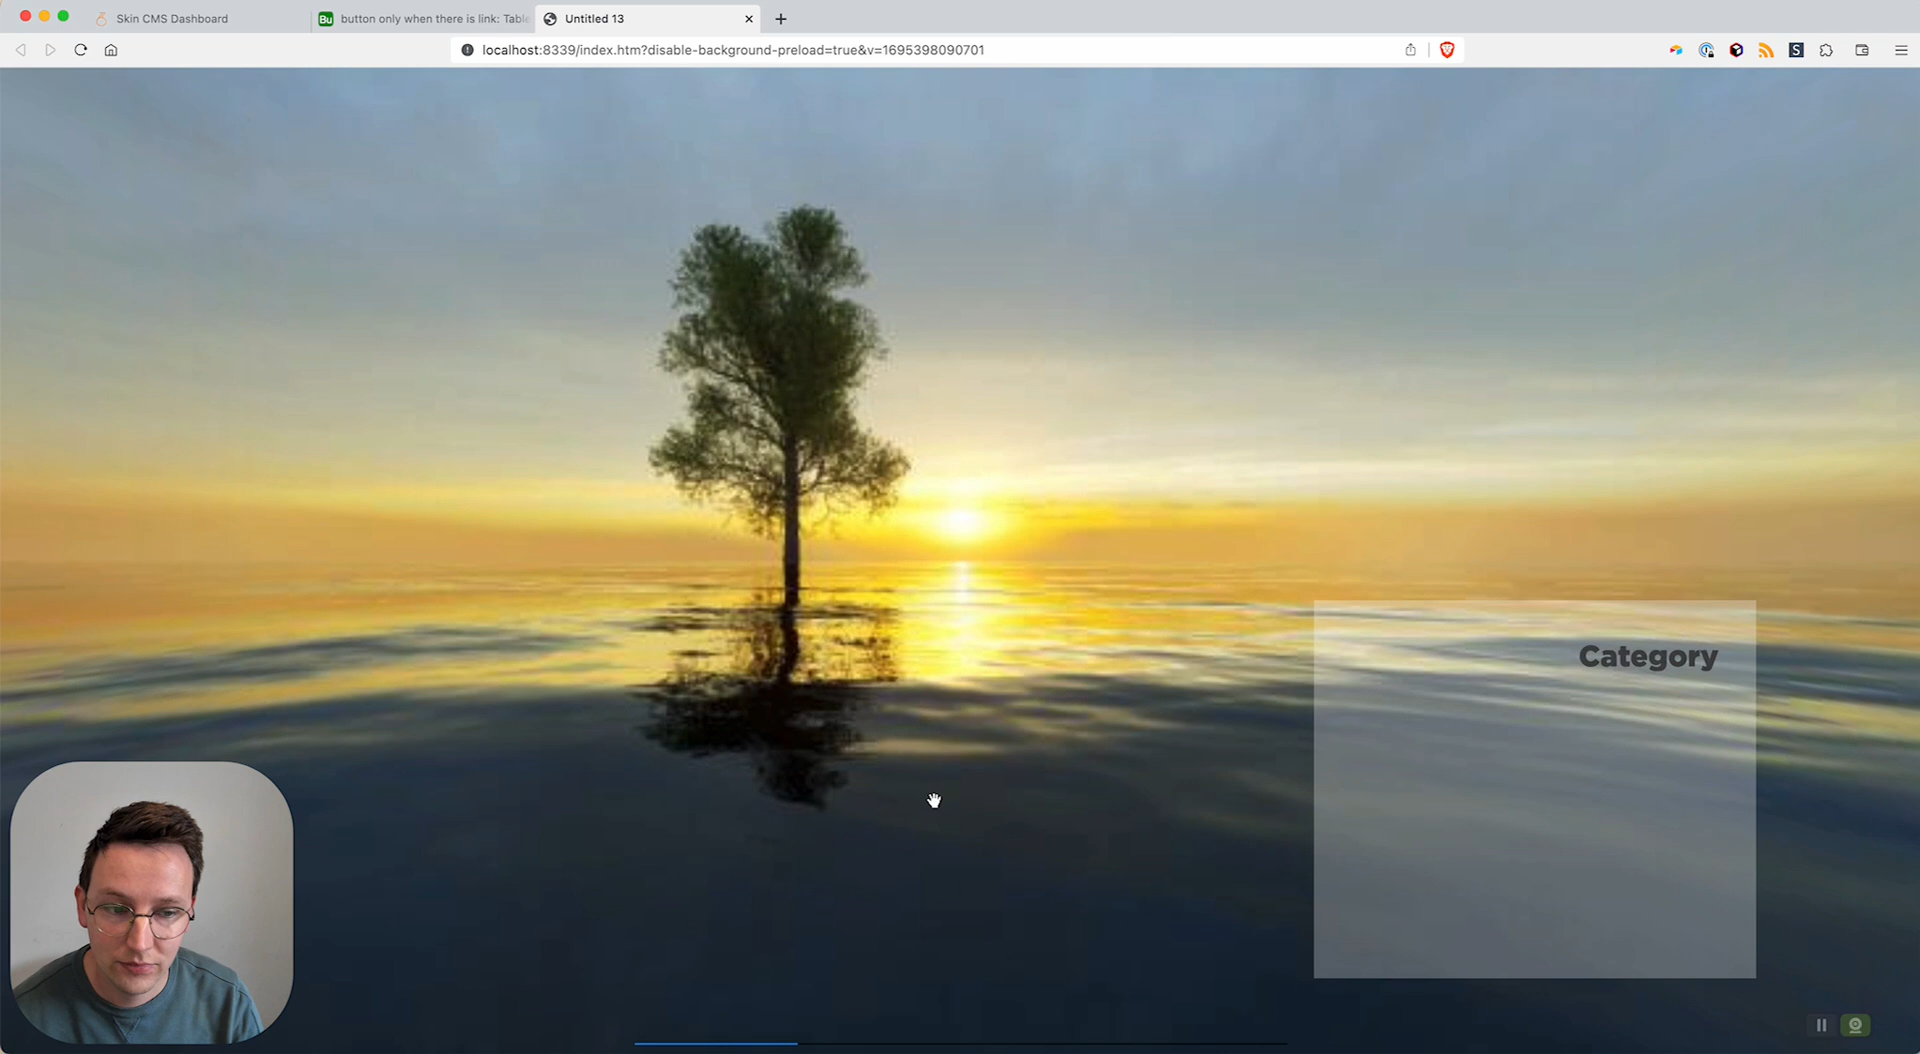 Skin CMS Dashboard
Bu button only when there is link: Table
Untitled 13
localhost:8339/index.htm?disable-background-preload=true&v=1695398090701
S
Category